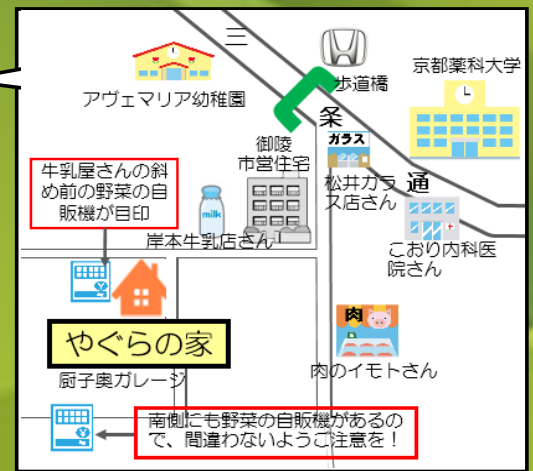 三
条
通
歩道橋
京都薬科大学
アヴェマリア幼稚園
ガラス
御陵
市営住宅
松井ガラ
ス店さん
牛乳屋さんの斜
め前の野菜の自
販機が目印
milk
岸本牛乳店さん
こおり内科医
院さん
やぐらの家
肉
肉のイモトさん
厨子奥ガレージ
南側にも野菜の自販機があるの
で、間違わないようご注意を！